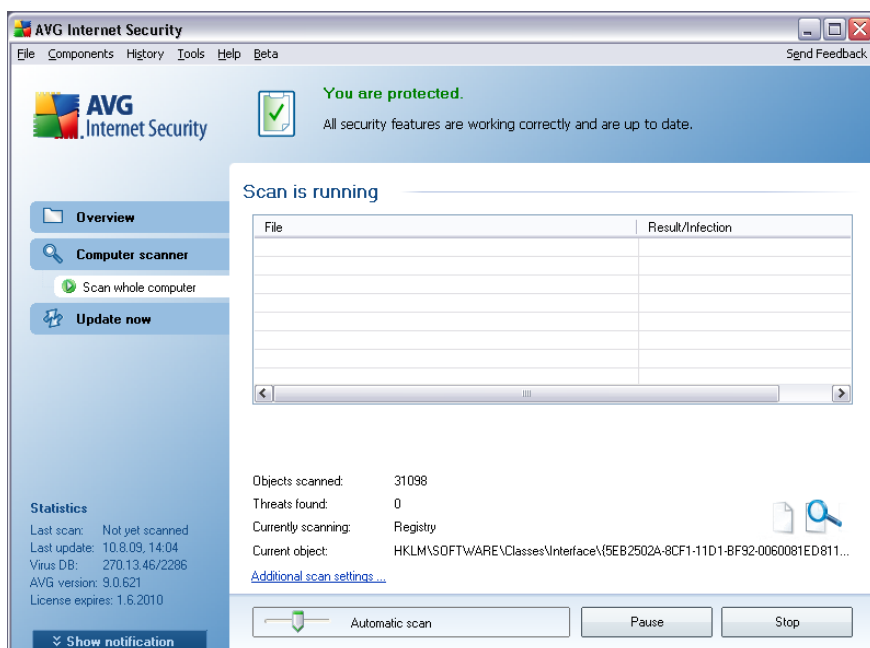 AVG Internet Security
File Components History Tools Help Beta
Send Feedback
AVG
Internet Security
You are protected.
All security features are working correctly and are up to date.
Overview
Computer scanner
Scan whole computer
Update now
Scan is running
File Result/Infection
Objects scanned: 31098
Threats found: 0
Currently scanning: Registry
Current object: HKLM\SOFTWARE\Classes\Interface\{5EB2502A-8CF1-11D1-BF92-0060081ED811...
Additional scan settings ...
Statistics
Last scan: Not yet scanned
Last update: 10.8.09, 14:04
Virus DB: 270.13.46/2286
AVG version: 9.0.621
License expires: 1.6.2010
Show notification
Automatic scan
Pause
Stop